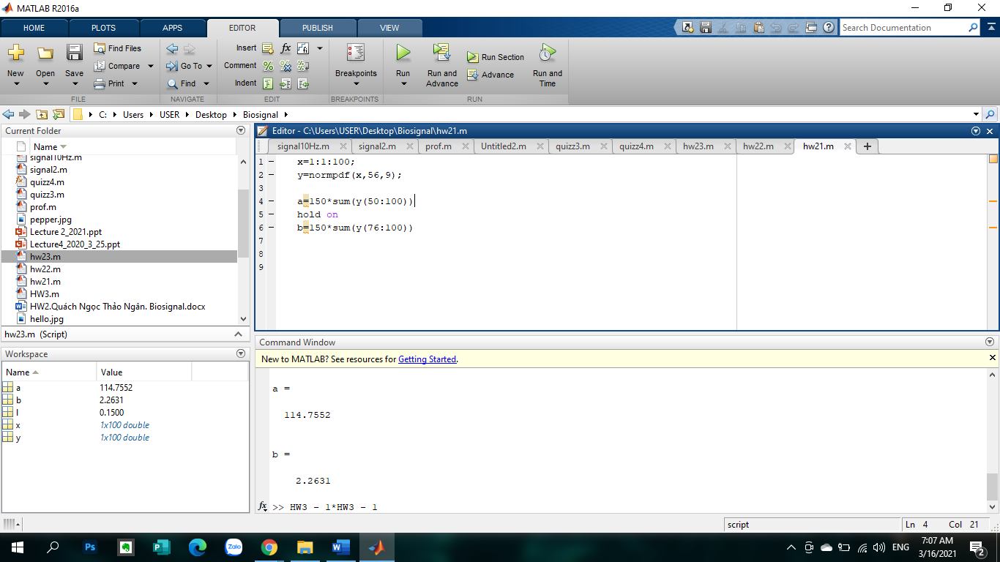 MATLAB R2016a
HOME PLOTS APPS EDITOR PUBLISH VIEW
Search Documentation
New Open Save Find Files Compare Print
Go To Find
Insert fx
Comment
Indent
Breakpoints
Run Run and Advance Run Section Advance Run and Time
FILE NAVIGATE EDIT BREAKPOINTS RUN
C: Users USER Desktop Biosignal
Current Folder
Name
signal10Hz.m
signal2.m
quizz4.m
quizz3.m
prof.m
pepper.jpg
Lecture 2_2021.ppt
Lecture4_2020_3_25.ppt
hw23.m
hw22.m
hw21.m
HW3.m
HW2.Quách Ngọc Thảo Ngân. Biosignal.docx
hello.jpg
hw23.m (Script)
Workspace
Name Value
a 114.7552
b 2.2631
l 0.1500
x 1x100 double
y 1x100 double
Editor - C:\Users\USER\Desktop\Biosignal\hw21.m
signal10Hz.m signal2.m prof.m Untitled2.m quizz3.m quizz4.m hw23.m hw22.m hw21.m
1 - x=1:1:100;
2 - y=normpdf(x,56,9);
3
4 - a=150*sum(y(50:100))
5 - hold on
6 - b=150*sum(y(76:100))
7
8
9
Command Window
New to MATLAB? See resources for Getting Started.
a =
114.7552
b =
2.2631
fx >> HW3 - 1*HW3 - 1
script Ln 4 Col 21
Ps Zalo W ENG 7:07 AM
3/16/2021 2